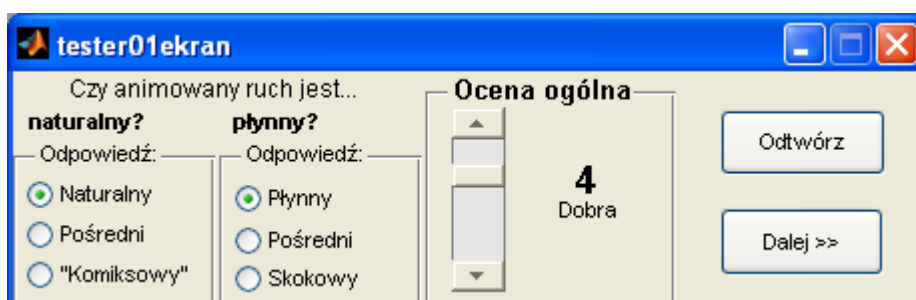 tester01ekran
Czy animowany ruch jest...
naturalny?
Odpowiedź:
Naturalny
Pośredni
"Komiksowy"
płynny?
Odpowiedź:
Płynny
Pośredni
Skokowy
Ocena ogólna
4
Dobra
Odtwórz
Dalej >>